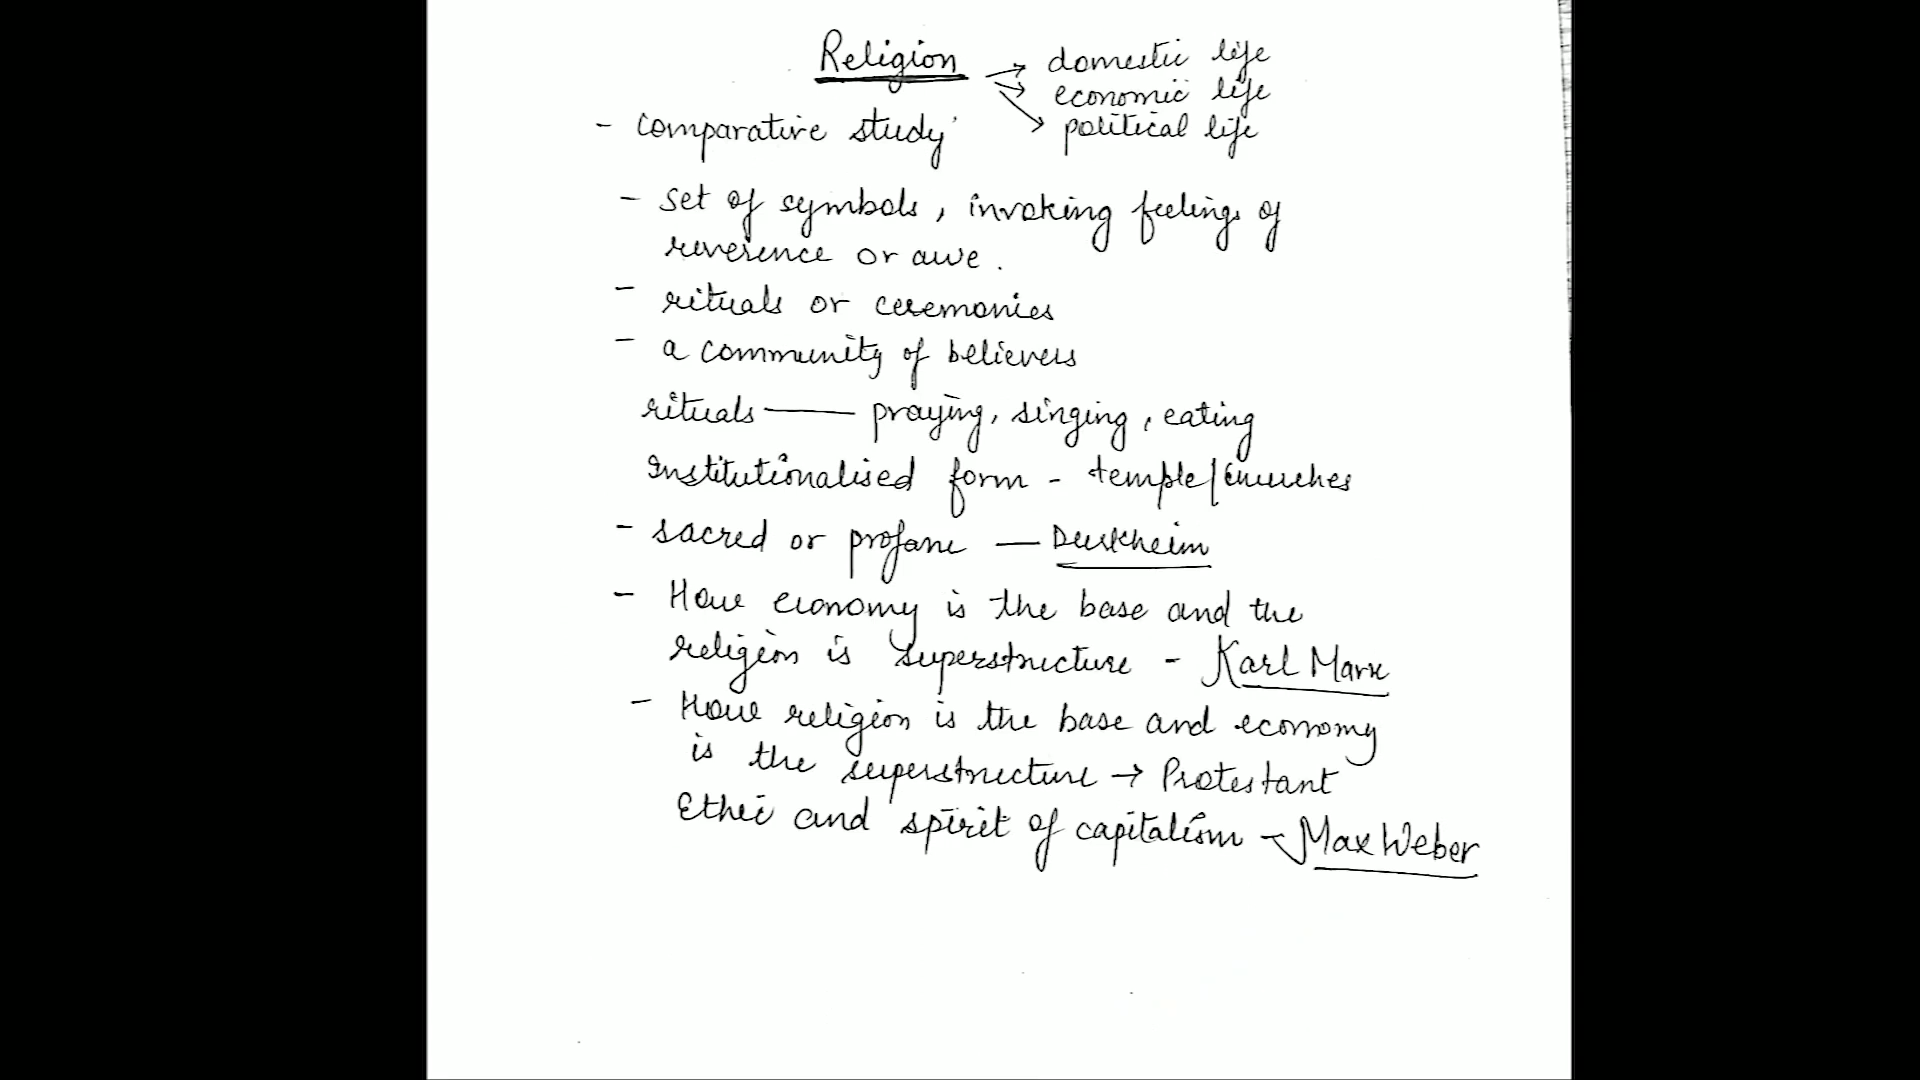 Religion → domestic life
→ economic life
→ political life
- comparative study
- set of symbols, invoking feelings of
reverence or awe.
- rituals or ceremonies
- a community of believers
rituals — praying, singing, eating
Institutionalised form - temple/churches
- sacred or profane — Durkheim
- How economy is the base and the
religion is superstructure - Karl Marx
- How religion is the base and economy
is the superstructure → Protestant
Ethic and spirit of capitalism - Max Weber